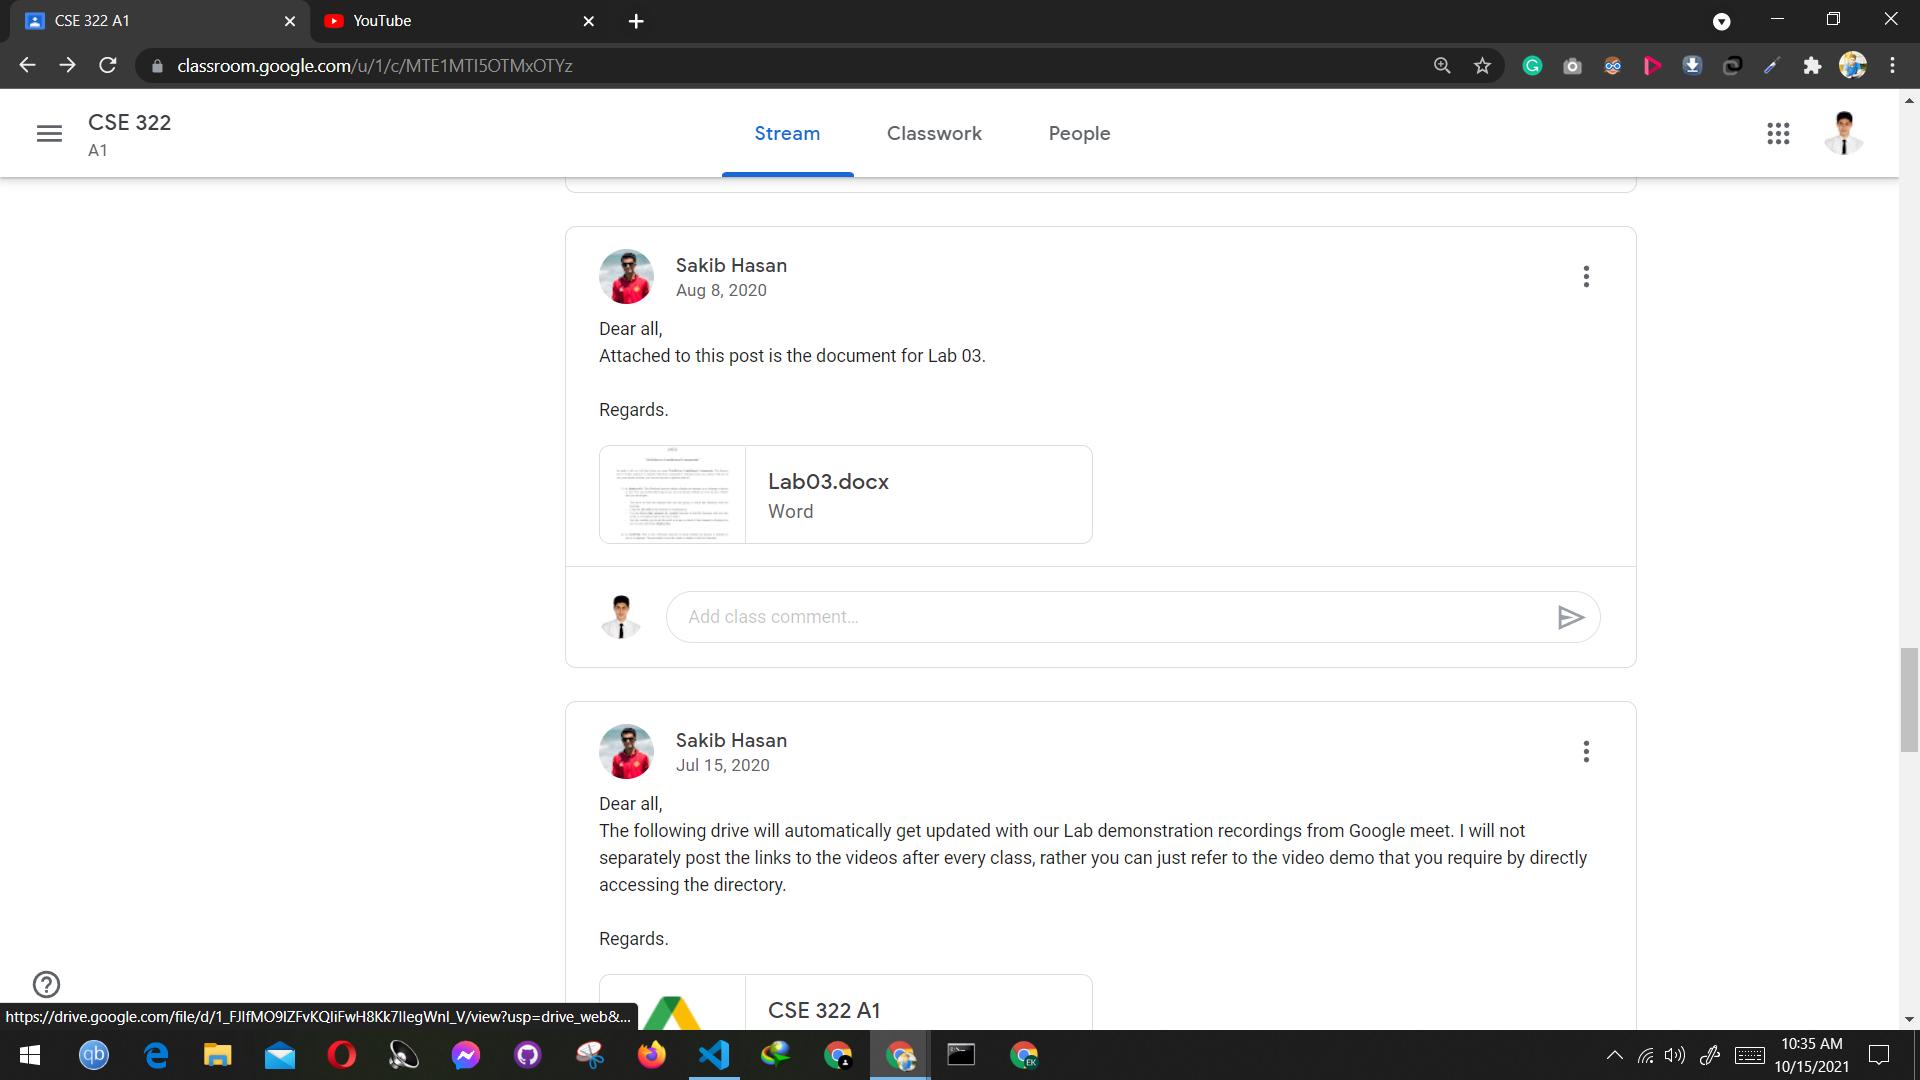 CSE 322 A1
YouTube
classroom.google.com/u/1/c/MTE1MTI5OTMxOTYz
CSE 322
A1
Stream
Classwork
People
Sakib Hasan
Aug 8, 2020
Dear all,
Attached to this post is the document for Lab 03.
Regards.
Lab03.docx
Word
Add class comment...
Sakib Hasan
Jul 15, 2020
Dear all,
The following drive will automatically get updated with our Lab demonstration recordings from Google meet. I will not
separately post the links to the videos after every class, rather you can just refer to the video demo that you require by directly
accessing the directory.
Regards.
CSE 322 A1
https://drive.google.com/file/d/1_FJIfMO9IZFvKQIiFwH8Kk7IIegWnI_V/view?usp=drive_web&...
qb
EK
10:35 AM
10/15/2021